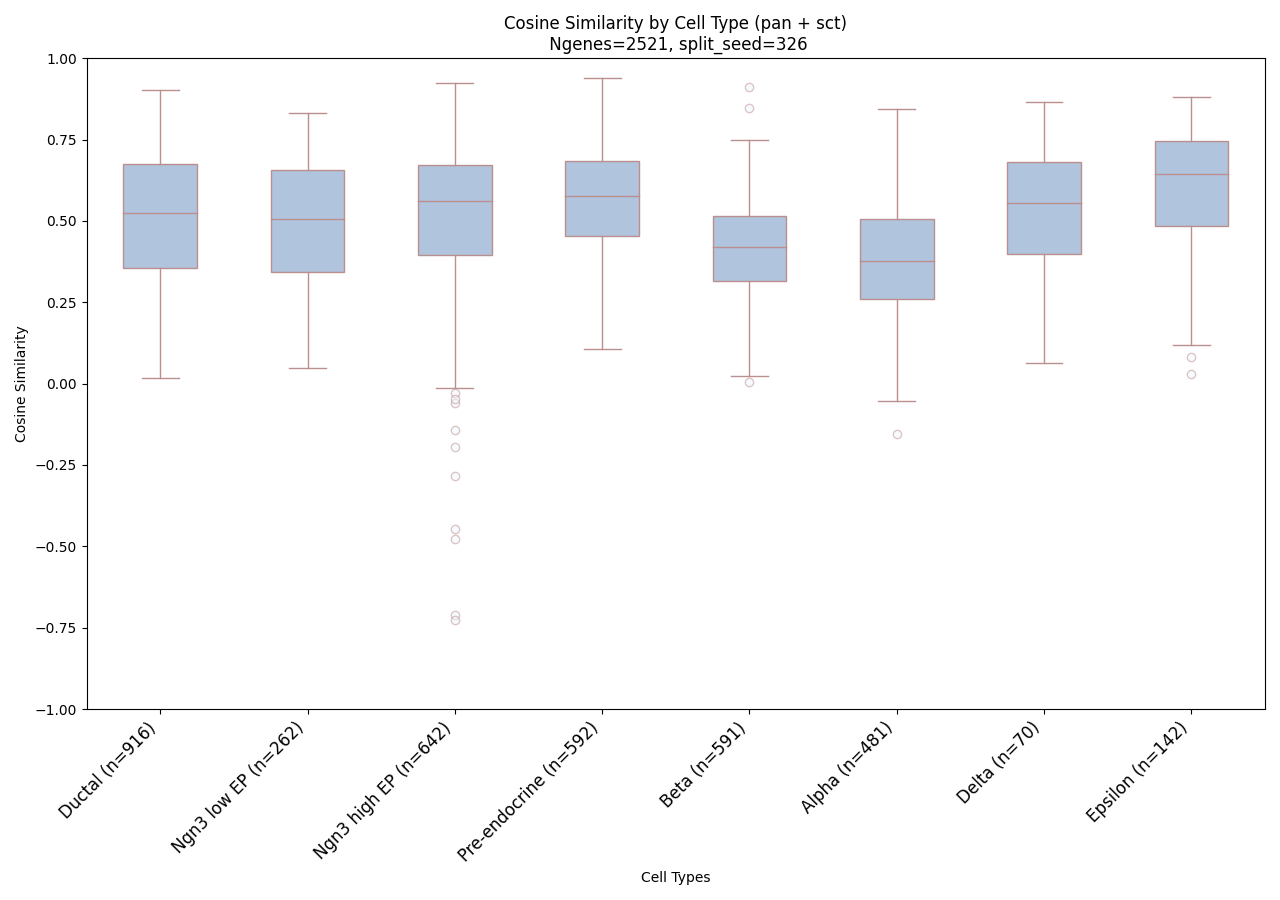 Cosine Similarity by Cell Type (pan + sct)
Ngenes=2521, split_seed=326
Cosine Similarity
1.00
0.75
0.50
0.25
0.00
−0.25
−0.50
−0.75
−1.00
Ductal (n=916)
Ngn3 low EP (n=262)
Ngn3 high EP (n=642)
Pre-endocrine (n=592)
Beta (n=591)
Alpha (n=481)
Delta (n=70)
Epsilon (n=142)
Cell Types